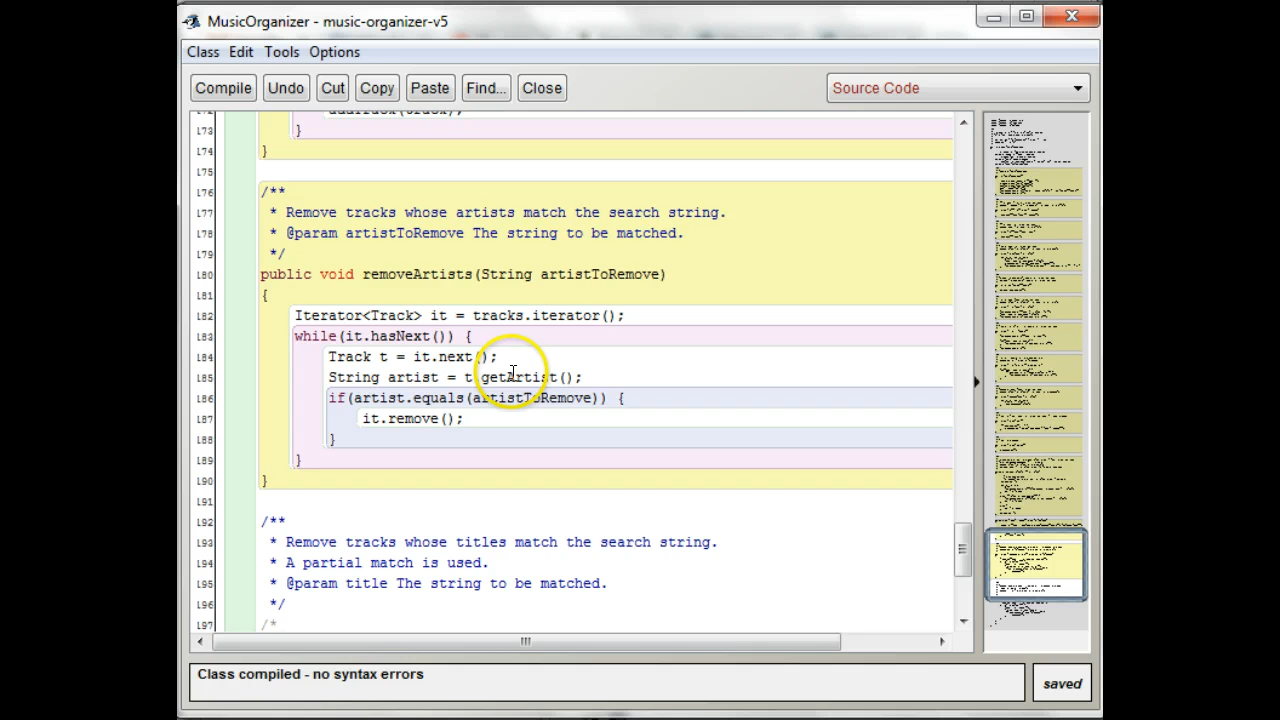 MusicOrganizer - music-organizer-v5
Class Edit Tools Options
Compile Undo Cut Copy Paste Find... Close Source Code
173 }
174 }
175
176 /**
177 * Remove tracks whose artists match the search string.
178 * @param artistToRemove The string to be matched.
179 */
180 public void removeArtists(String artistToRemove)
181 {
182 Iterator<Track> it = tracks.iterator();
183 while(it.hasNext()) {
184 Track t = it.next();
185 String artist = t.getArtist();
186 if(artist.equals(artistToRemove)) {
187 it.remove();
188 }
189 }
190 }
191
192 /**
193 * Remove tracks whose titles match the search string.
194 * A partial match is used.
195 * @param title The string to be matched.
196 */
197 /*
Class compiled - no syntax errors
saved